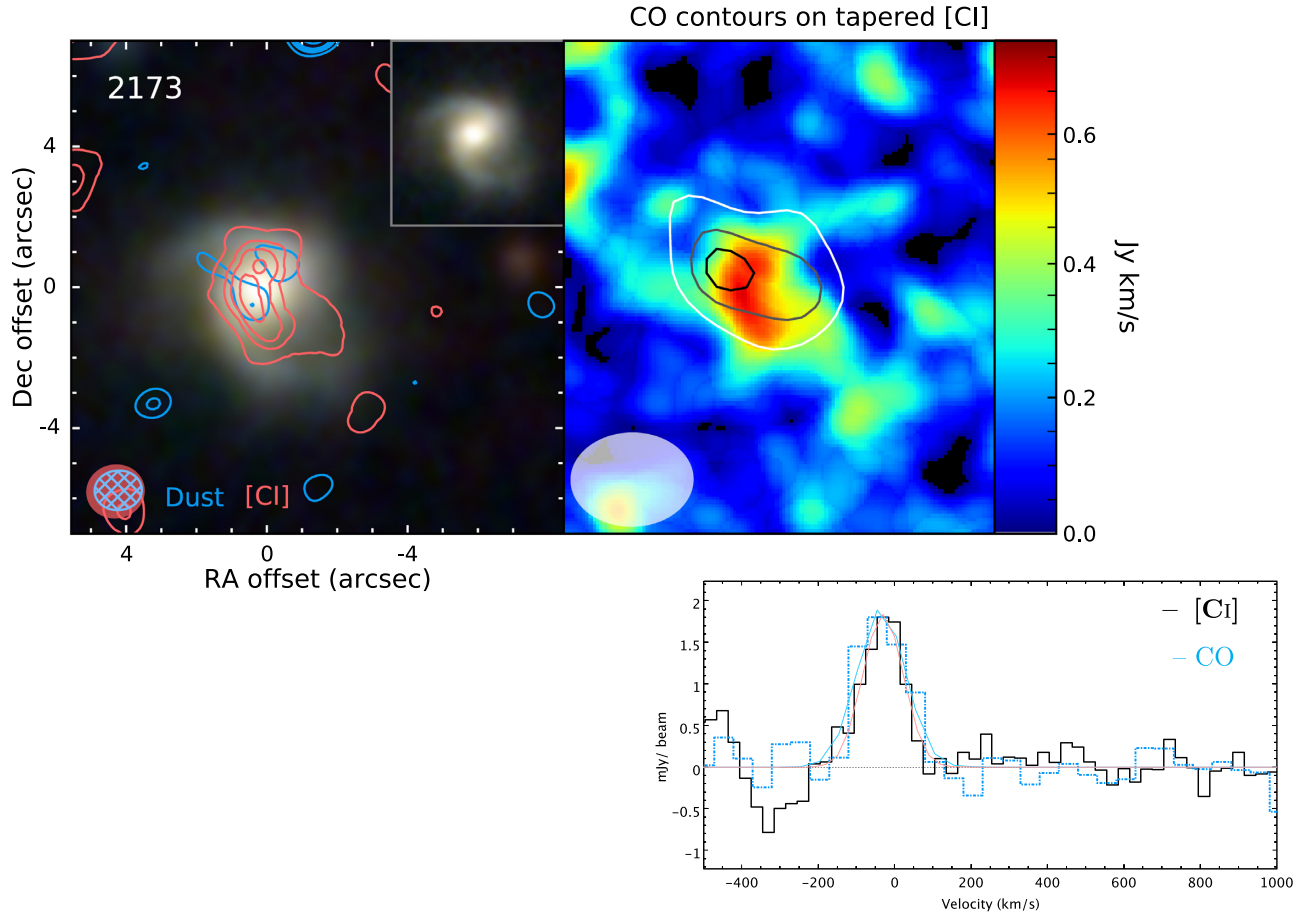 CO contours on tapered [CI]
2173
Dec offset (arcsec)
4
0
-4
Dust [CI]
4 0 -4
RA offset (arcsec)
0.6
0.4
0.2
0.0
Jy km/s
[CI]
CO
mJy/ beam
2
1.5
1
0.5
0
−0.5
−1
−400 −200 0 200 400 600 800 1000
Velocity (km/s)